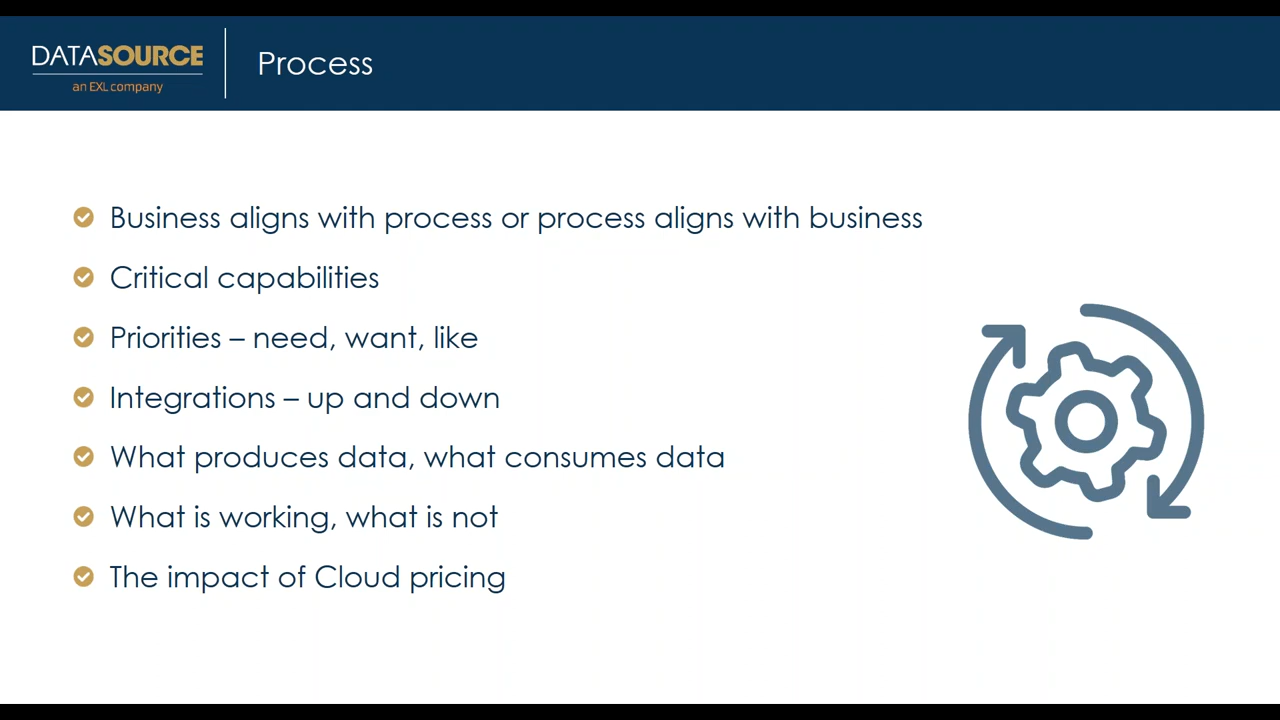 DATASOURCE
an EXL company
Process
Business aligns with process or process aligns with business
Critical capabilities
Priorities – need, want, like
Integrations – up and down
What produces data, what consumes data
What is working, what is not
The impact of Cloud pricing